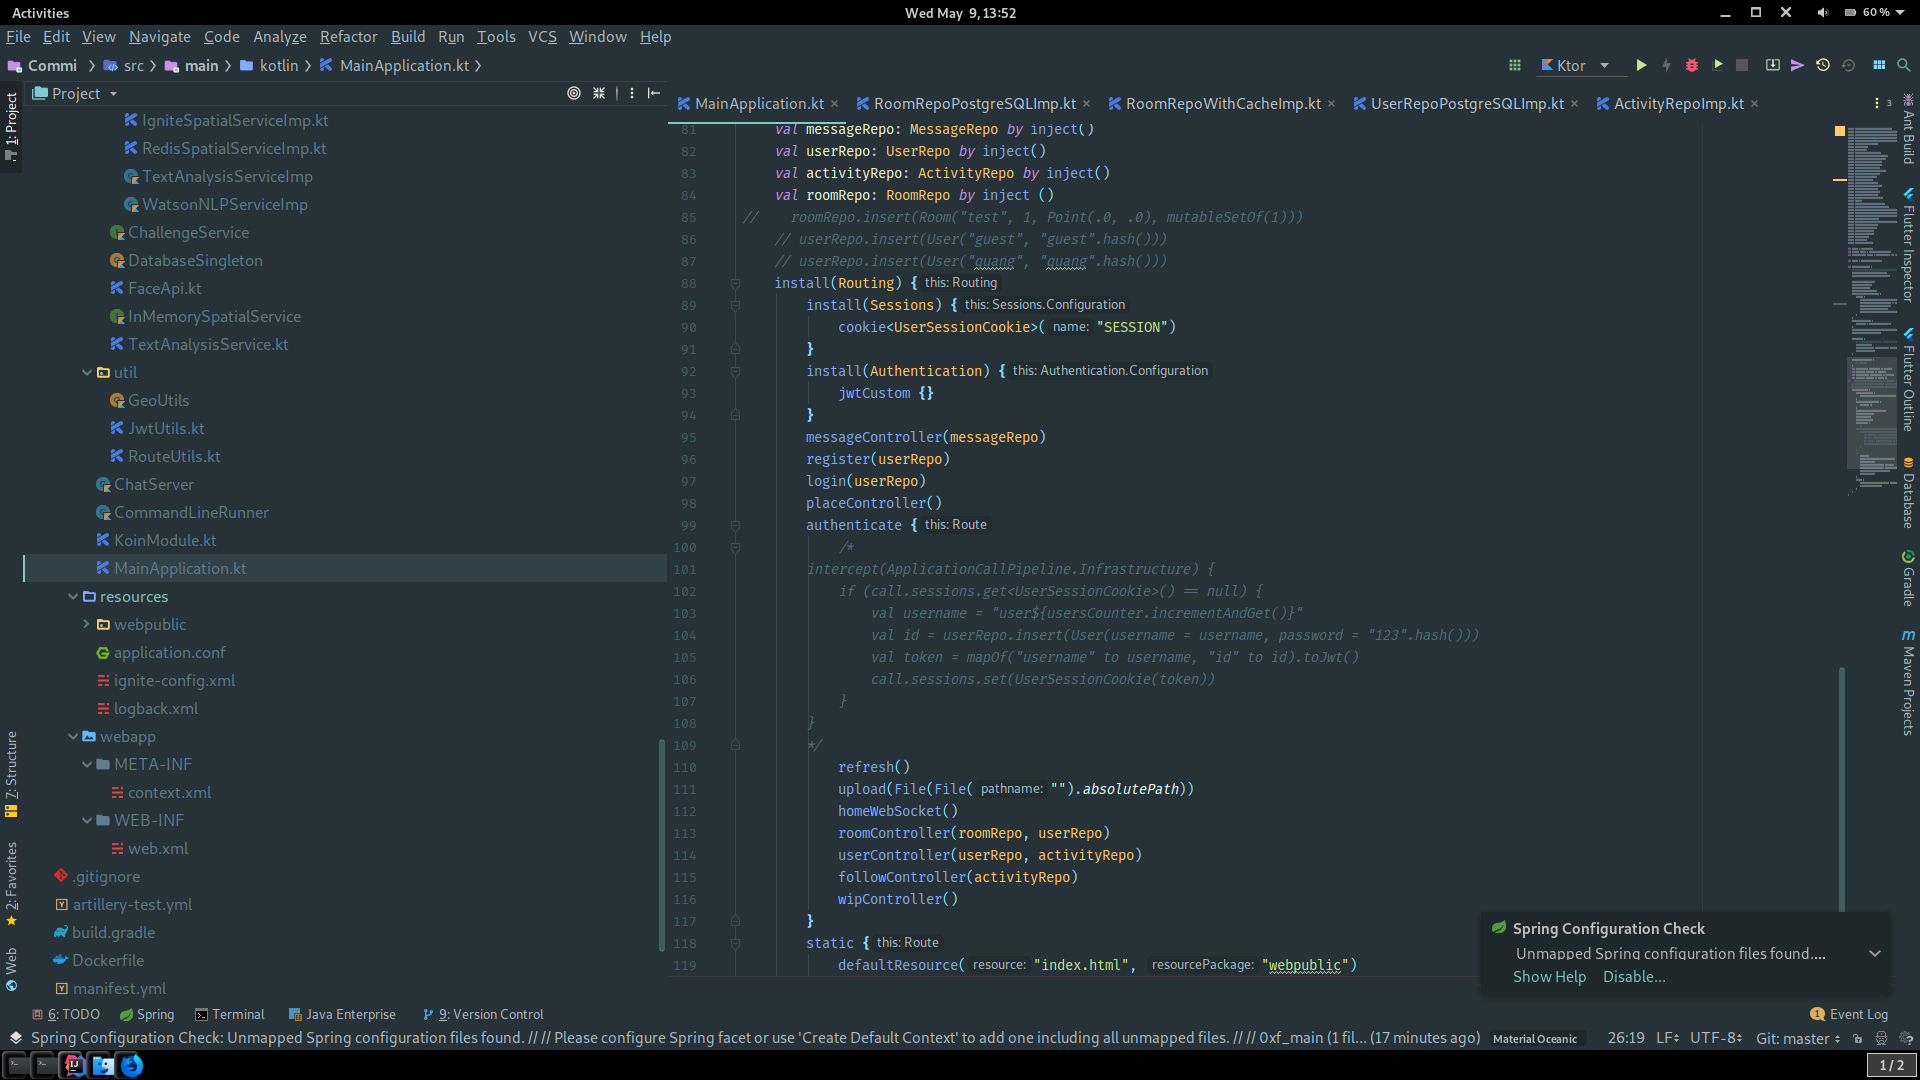 Activities
Wed May 9, 13:52
60 %
File Edit View Navigate Code Analyze Refactor Build Run Tools VCS Window Help
Commi src main kotlin MainApplication.kt
Ktor
1: Project
Project
IgniteSpatialServiceImp.kt
RedisSpatialServiceImp.kt
TextAnalysisServiceImp
WatsonNLPServiceImp
ChallengeService
DatabaseSingleton
FaceApi.kt
InMemorySpatialService
TextAnalysisService.kt
util
GeoUtils
JwtUtils.kt
RouteUtils.kt
ChatServer
CommandLineRunner
KoinModule.kt
MainApplication.kt
resources
webpublic
application.conf
ignite-config.xml
logback.xml
webapp
META-INF
context.xml
WEB-INF
web.xml
.gitignore
artillery-test.yml
build.gradle
Dockerfile
manifest.yml
7: Structure
2: Favorites
Web
MainApplication.kt RoomRepoPostgreSQLImp.kt RoomRepoWithCacheImp.kt UserRepoPostgreSQLImp.kt ActivityRepoImp.kt
3
81 val messageRepo: MessageRepo by inject()
82 val userRepo: UserRepo by inject()
83 val activityRepo: ActivityRepo by inject()
84 val roomRepo: RoomRepo by inject ()
85 // roomRepo.insert(Room("test", 1, Point(.0, .0), mutableSetOf(1)))
86 // userRepo.insert(User("guest", "guest".hash()))
87 // userRepo.insert(User("quang", "quang".hash()))
88 install(Routing) { this: Routing
89 install(Sessions) { this: Sessions.Configuration
90 cookie<UserSessionCookie>( name: "SESSION")
91 }
92 install(Authentication) { this: Authentication.Configuration
93 jwtCustom {}
94 }
95 messageController(messageRepo)
96 register(userRepo)
97 login(userRepo)
98 placeController()
99 authenticate { this: Route
100 /*
101 intercept(ApplicationCallPipeline.Infrastructure) {
102 if (call.sessions.get<UserSessionCookie>() == null) {
103 val username = "user${usersCounter.incrementAndGet()}"
104 val id = userRepo.insert(User(username = username, password = "123".hash()))
105 val token = mapOf("username" to username, "id" to id).toJwt()
106 call.sessions.set(UserSessionCookie(token))
107 }
108 }
109 */
110 refresh()
111 upload(File(File( pathname: "").absolutePath))
112 homeWebSocket()
113 roomController(roomRepo, userRepo)
114 userController(userRepo, activityRepo)
115 followController(activityRepo)
116 wipController()
117 }
118 static { this: Route
119 defaultResource( resource: "index.html", resourcePackage: "webpublic")
Ant Build
Flutter Inspector
Flutter Outline
Database
Gradle
Maven Projects
Spring Configuration Check
Unmapped Spring configuration files found....
Show Help Disable...
6: TODO Spring Terminal Java Enterprise 9: Version Control
1 Event Log
Spring Configuration Check: Unmapped Spring configuration files found. // // Please configure Spring facet or use 'Create Default Context' to add one including all unmapped files. // // 0xf_main (1 fil... (17 minutes ago)
Material Oceanic 26:19 LF UTF-8 Git: master
1 / 2